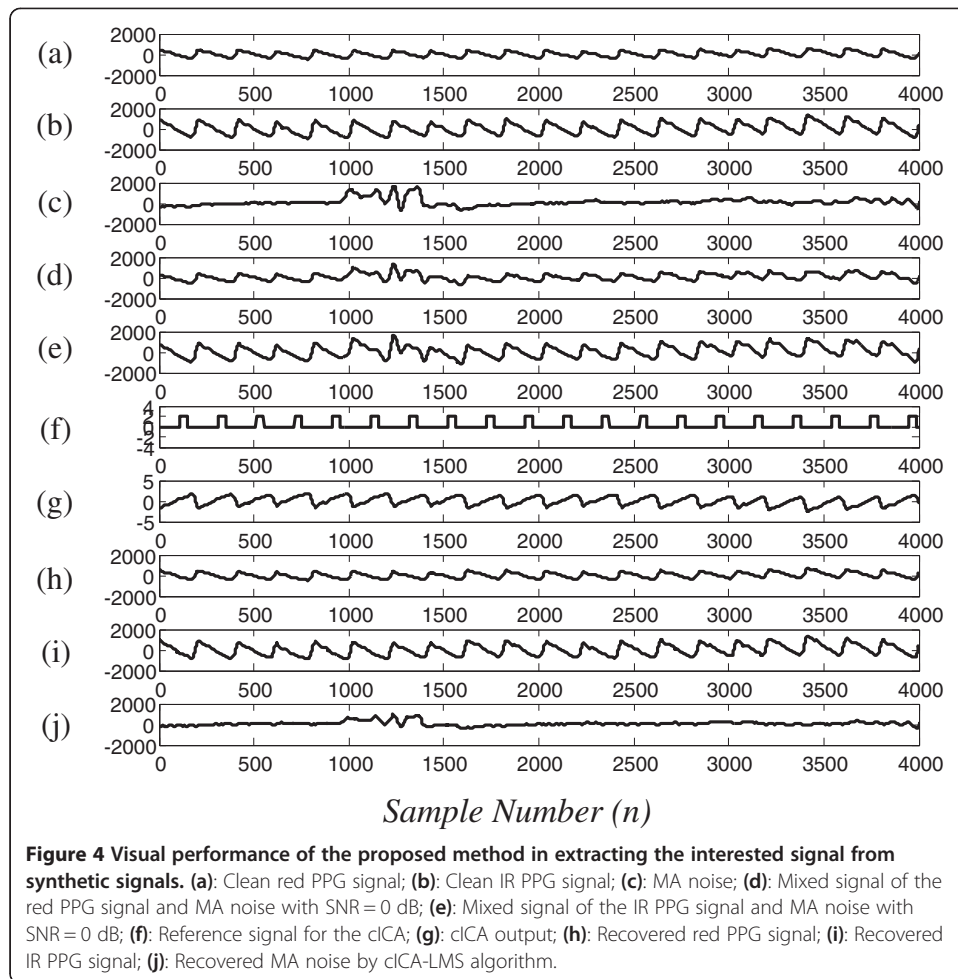 (a)
2000
0
-2000
0 500 1000 1500 2000 2500 3000 3500 4000
(b)
2000
0
-2000
0 500 1000 1500 2000 2500 3000 3500 4000
(c)
2000
0
-2000
0 500 1000 1500 2000 2500 3000 3500 4000
(d)
2000
0
-2000
0 500 1000 1500 2000 2500 3000 3500 4000
(e)
2000
0
-2000
0 500 1000 1500 2000 2500 3000 3500 4000
(f)
4
2
0
-2
-4
0 500 1000 1500 2000 2500 3000 3500 4000
(g)
5
0
-5
0 500 1000 1500 2000 2500 3000 3500 4000
(h)
2000
0
-2000
0 500 1000 1500 2000 2500 3000 3500 4000
(i)
2000
0
-2000
0 500 1000 1500 2000 2500 3000 3500 4000
(j)
2000
0
-2000
0 500 1000 1500 2000 2500 3000 3500 4000
Sample Number (n)
Figure 4 Visual performance of the proposed method in extracting the interested signal from
synthetic signals. (a): Clean red PPG signal; (b): Clean IR PPG signal; (c): MA noise; (d): Mixed signal of the
red PPG signal and MA noise with SNR = 0 dB; (e): Mixed signal of the IR PPG signal and MA noise with
SNR = 0 dB; (f): Reference signal for the cICA; (g): cICA output; (h): Recovered red PPG signal; (i): Recovered
IR PPG signal; (j): Recovered MA noise by cICA-LMS algorithm.